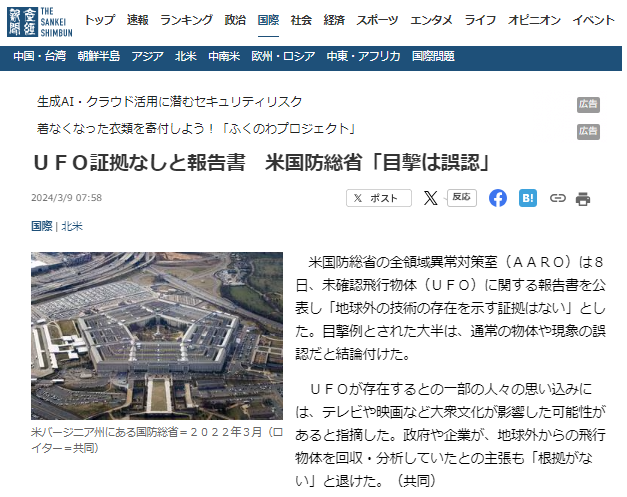 産経新聞 THE SANKEI SHIMBUN
トップ 速報 ランキング 政治 国際 社会 経済 スポーツ エンタメ ライフ オピニオン イベント
中国・台湾 朝鮮半島 アジア 北米 中南米 欧州・ロシア 中東・アフリカ 国際問題
生成AI・クラウド活用に潜むセキュリティリスク 広告
着なくなった衣類を寄付しよう！「ふくのわプロジェクト」 広告
ＵＦＯ証拠なしと報告書　米国防総省「目撃は誤認」
2024/3/9 07:58
X ポスト X 反応 B!
国際 | 北米
米国防総省の全領域異常対策室（ＡＡＲＯ）は８
日、未確認飛行物体（ＵＦＯ）に関する報告書を公
表し「地球外の技術の存在を示す証拠はない」とし
た。目撃例とされた大半は、通常の物体や現象の誤
認だと結論付けた。
ＵＦＯが存在するとの一部の人々の思い込みに
は、テレビや映画など大衆文化が影響した可能性が
あると指摘した。政府や企業が、地球外からの飛行
物体を回収・分析していたとの主張も「根拠がな
い」と退けた。（共同）
米バージニア州にある国防総省＝２０２２年３月（ロ
イター＝共同）